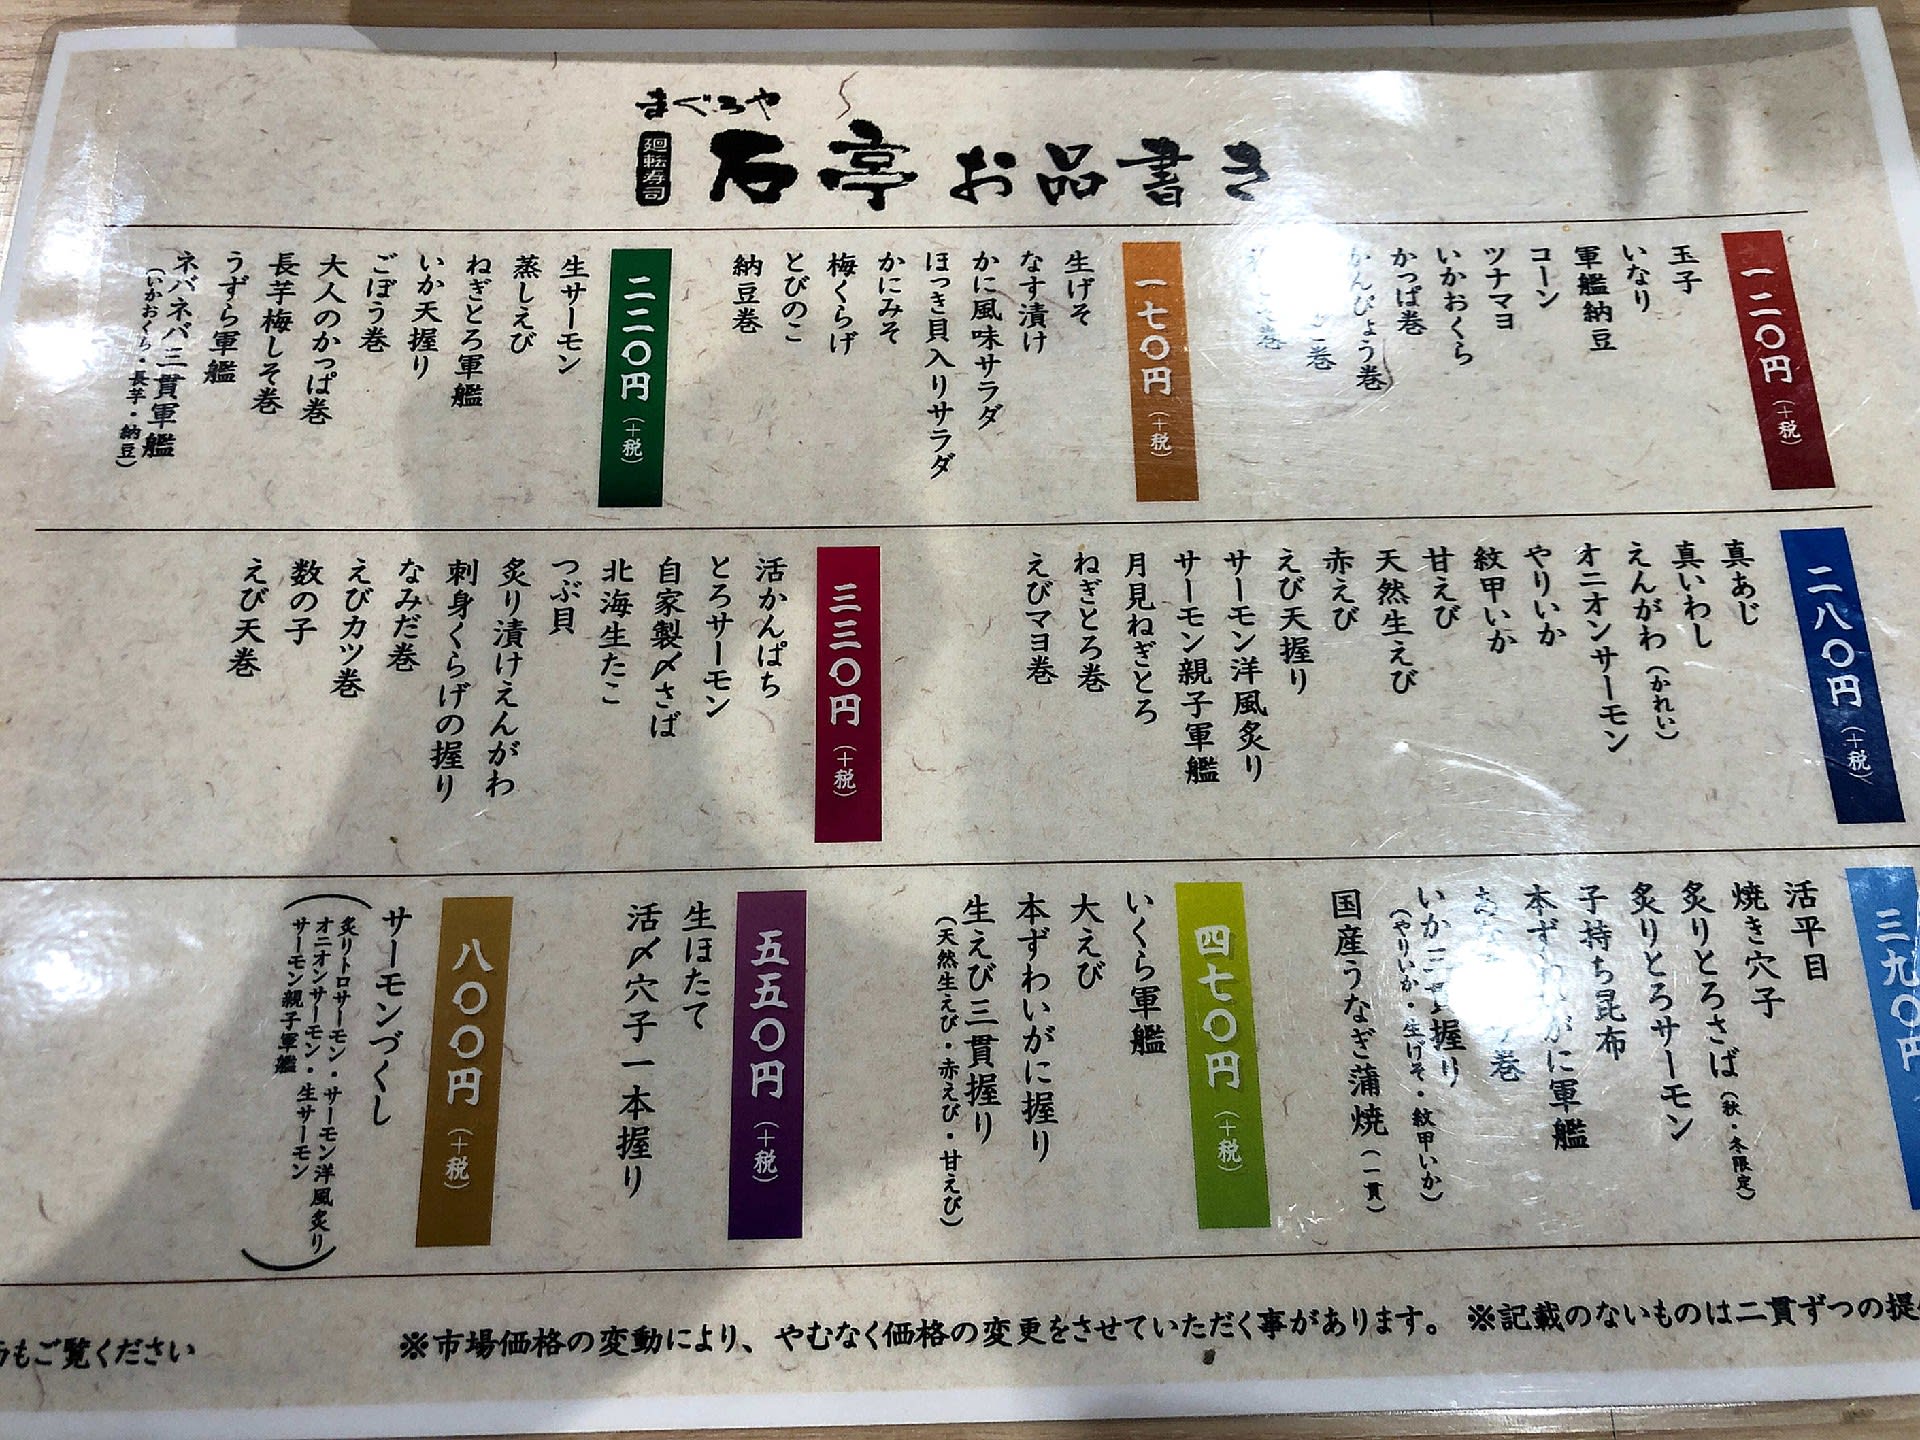 まぐろや
廻転寿司
石亭 お品書き
一二〇円(+税)
玉子
いなり
軍艦納豆
コーン
ツナマヨ
いかおくら
かっぱ巻
かんぴょう巻
巻
巻
一七〇円(+税)
生げそ
なす漬け
かに風味サラダ
ほっき貝入りサラダ
かにみそ
梅くらげ
とびのこ
納豆巻
二二〇円(+税)
生サーモン
蒸しえび
ねぎとろ軍艦
いか天握り
ごぼう巻
大人のかっぱ巻
長芋梅しそ巻
うずら軍艦
ネバネバ三貫軍艦
(いかおくら・長芋・納豆)
二八〇円(+税)
真あじ
真いわし
えんがわ(かれい)
オニオンサーモン
やりいか
紋甲いか
甘えび
天然生えび
赤えび
えび天握り
サーモン洋風炙り
サーモン親子軍艦
月見ねぎとろ
ねぎとろ巻
えびマヨ巻
三三〇円(+税)
活かんぱち
とろサーモン
自家製〆さば
北海生たこ
つぶ貝
炙り漬けえんがわ
刺身くらげの握り
なみだ巻
えびカツ巻
数の子
えび天巻
三九〇円
活平目
焼き穴子
炙りとろさば(秋・冬限定)
炙りとろサーモン
子持ち昆布
本ずわいがに軍艦
巻
いか三貫握り
(やりいか・生げそ・紋甲いか)
国産うなぎ蒲焼(一貫)
四七〇円(+税)
いくら軍艦
大えび
本ずわいがに握り
生えび三貫握り
(天然生えび・赤えび・甘えび)
五五〇円(+税)
生ほたて
活〆穴子一本握り
八〇〇円(+税)
サーモンづくし
(炙りトロサーモン・サーモン洋風炙り
オニオンサーモン・生サーモン
サーモン親子軍艦)
もご覧ください ※市場価格の変動により、やむなく価格の変更をさせていただく事があります。 ※記載のないものは二貫ずつの提